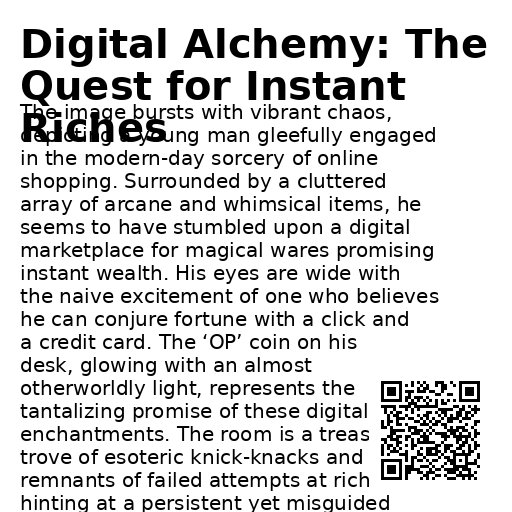 Digital Alchemy: The
Quest for Instant
Riches
The image bursts with vibrant chaos,
depicting a young man gleefully engaged
in the modern-day sorcery of online
shopping. Surrounded by a cluttered
array of arcane and whimsical items, he
seems to have stumbled upon a digital
marketplace for magical wares promising
instant wealth. His eyes are wide with
the naive excitement of one who believes
he can conjure fortune with a click and
a credit card. The ‘OP’ coin on his
desk, glowing with an almost
otherworldly light, represents the
tantalizing promise of these digital
enchantments. The room is a treas
trove of esoteric knick-knacks and
remnants of failed attempts at rich
hinting at a persistent yet misguided